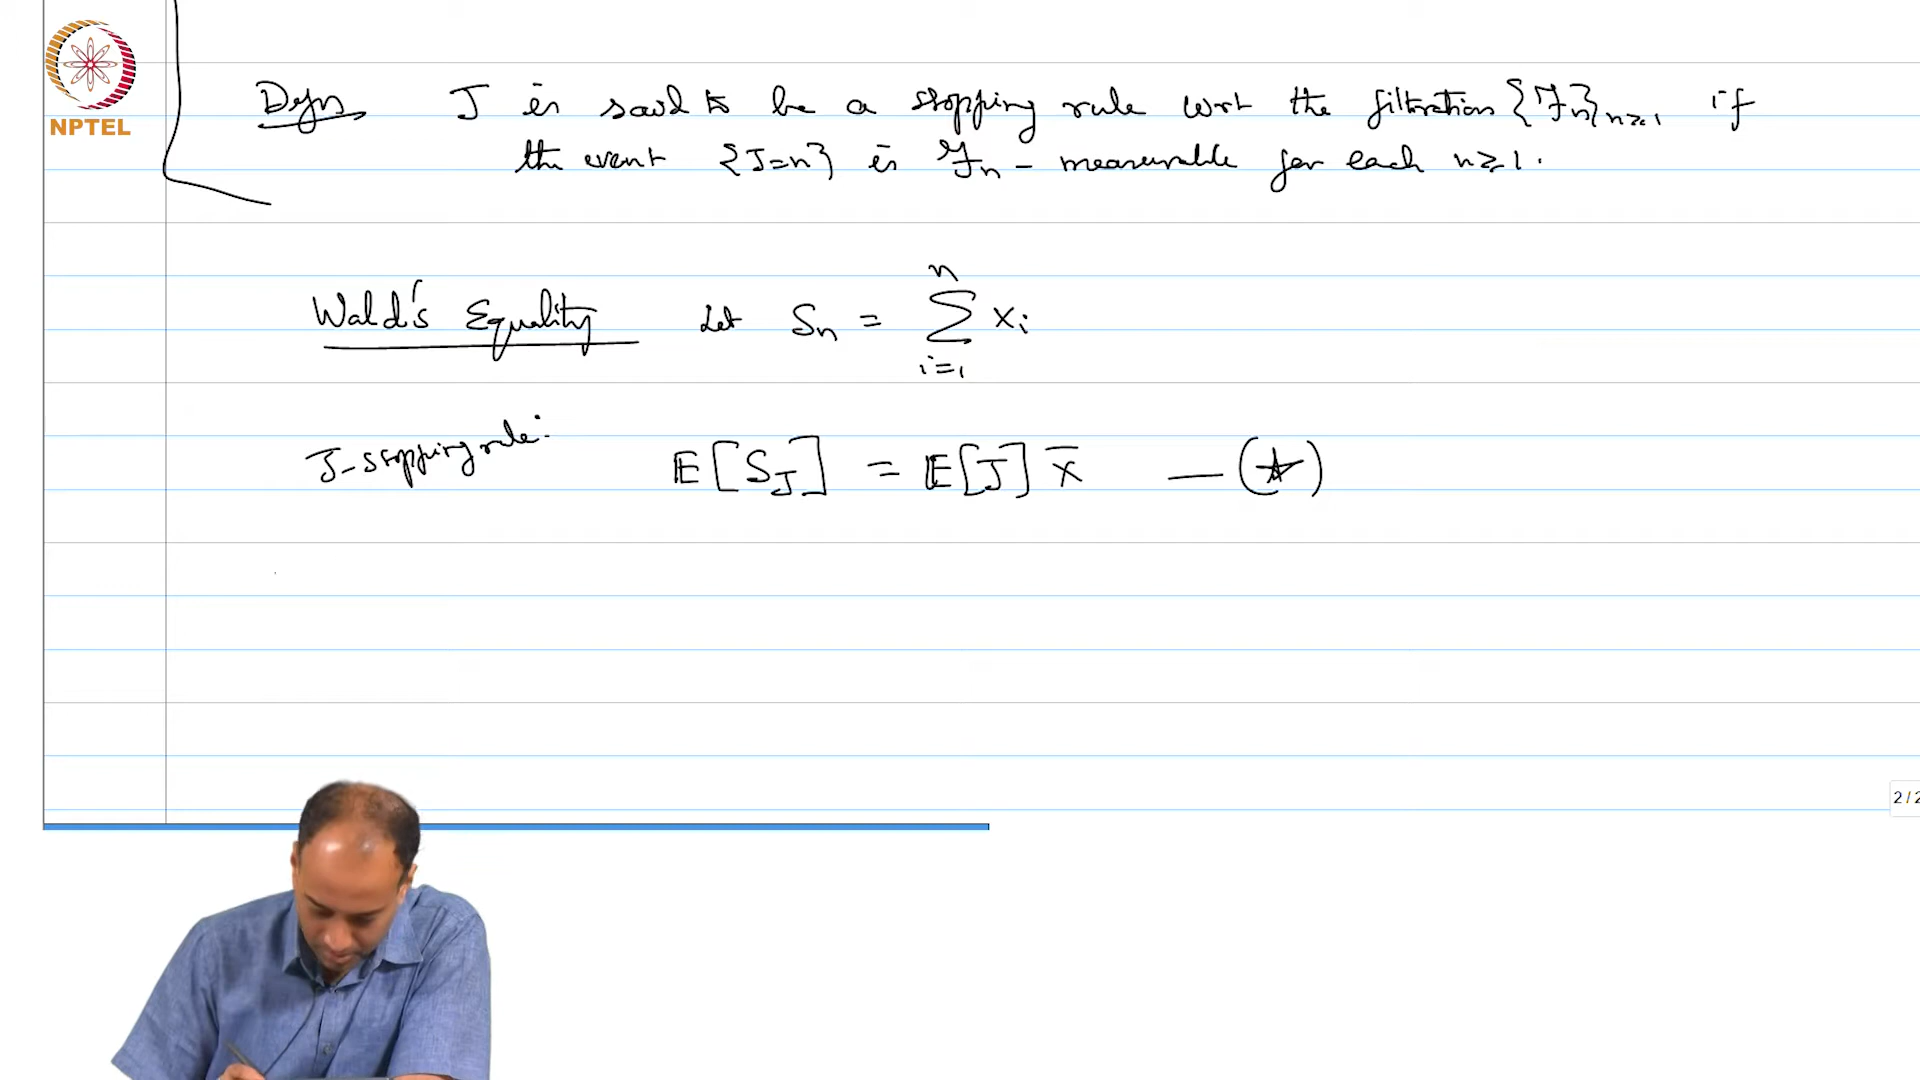 NPTEL
Defn J is said to be a stopping rule wrt the filtration {ℱn}n≥1 if
the event {J=n} is ℱn - measurable for each n≥1.
Wald's Equality Let Sn = ∑_{i=1}^{n} Xi
J-stopping rule: E[S_J] = E[J] X̄ — (★)
2/2